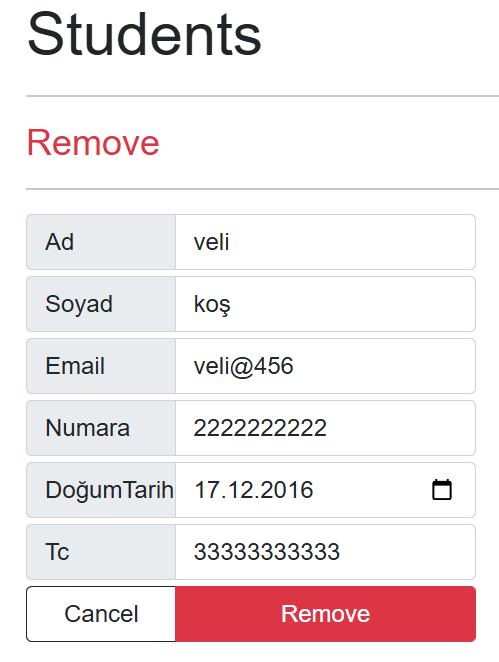 Students
Remove
Ad veli
Soyad koş
Email veli@456
Numara 2222222222
DoğumTarih 17.12.2016
Tc 33333333333
Cancel Remove